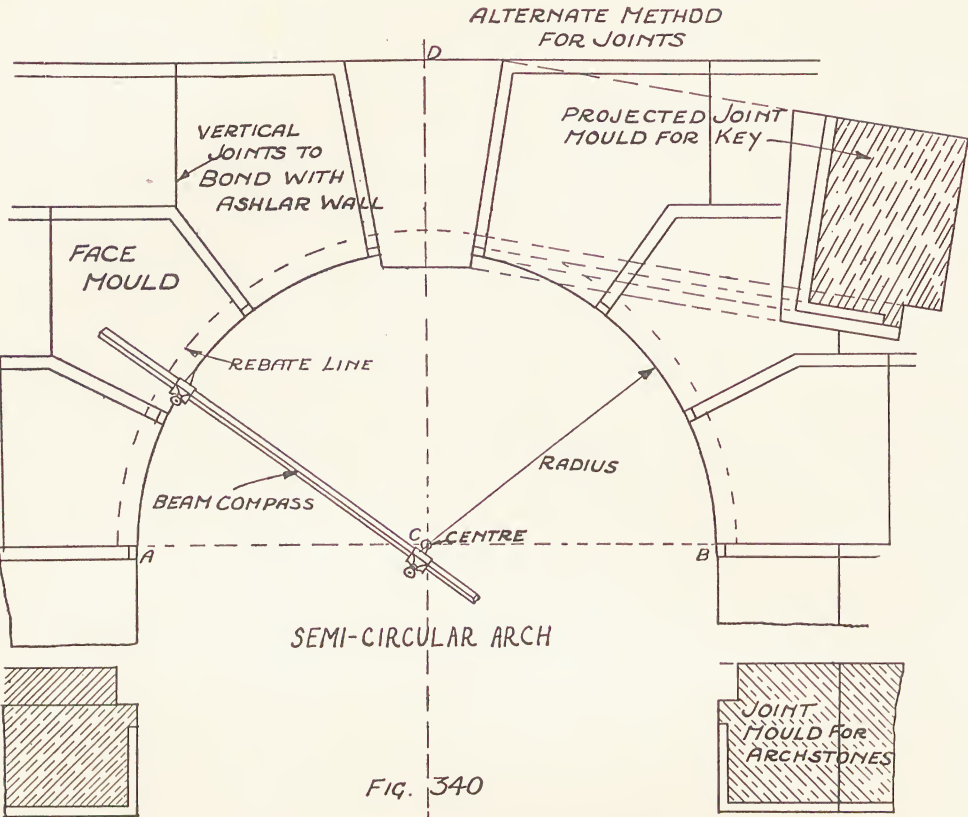 ALTERNATE METHOD
FOR JOINTS
D
PROJECTED JOINT
MOULD FOR KEY
VERTICAL
JOINTS TO
BOND WITH
ASHLAR WALL
FACE
MOULD
REBATE LINE
RADIUS
BEAM COMPASS
C
CENTRE
A
B
SEMI-CIRCULAR ARCH
JOINT
MOULD FOR
ARCHSTONES
FIG. 340